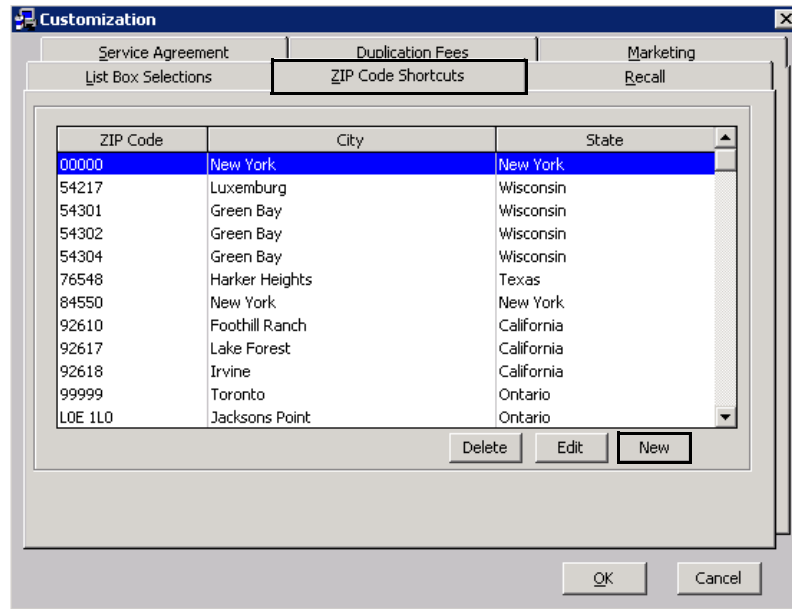 Customization
Service Agreement Duplication Fees Marketing
List Box Selections ZIP Code Shortcuts Recall
ZIP Code City State
00000 New York New York
54217 Luxemburg Wisconsin
54301 Green Bay Wisconsin
54302 Green Bay Wisconsin
54304 Green Bay Wisconsin
76548 Harker Heights Texas
84550 New York New York
92610 Foothill Ranch California
92617 Lake Forest California
92618 Irvine California
99999 Toronto Ontario
L0E 1L0 Jacksons Point Ontario
Delete Edit New
OK Cancel